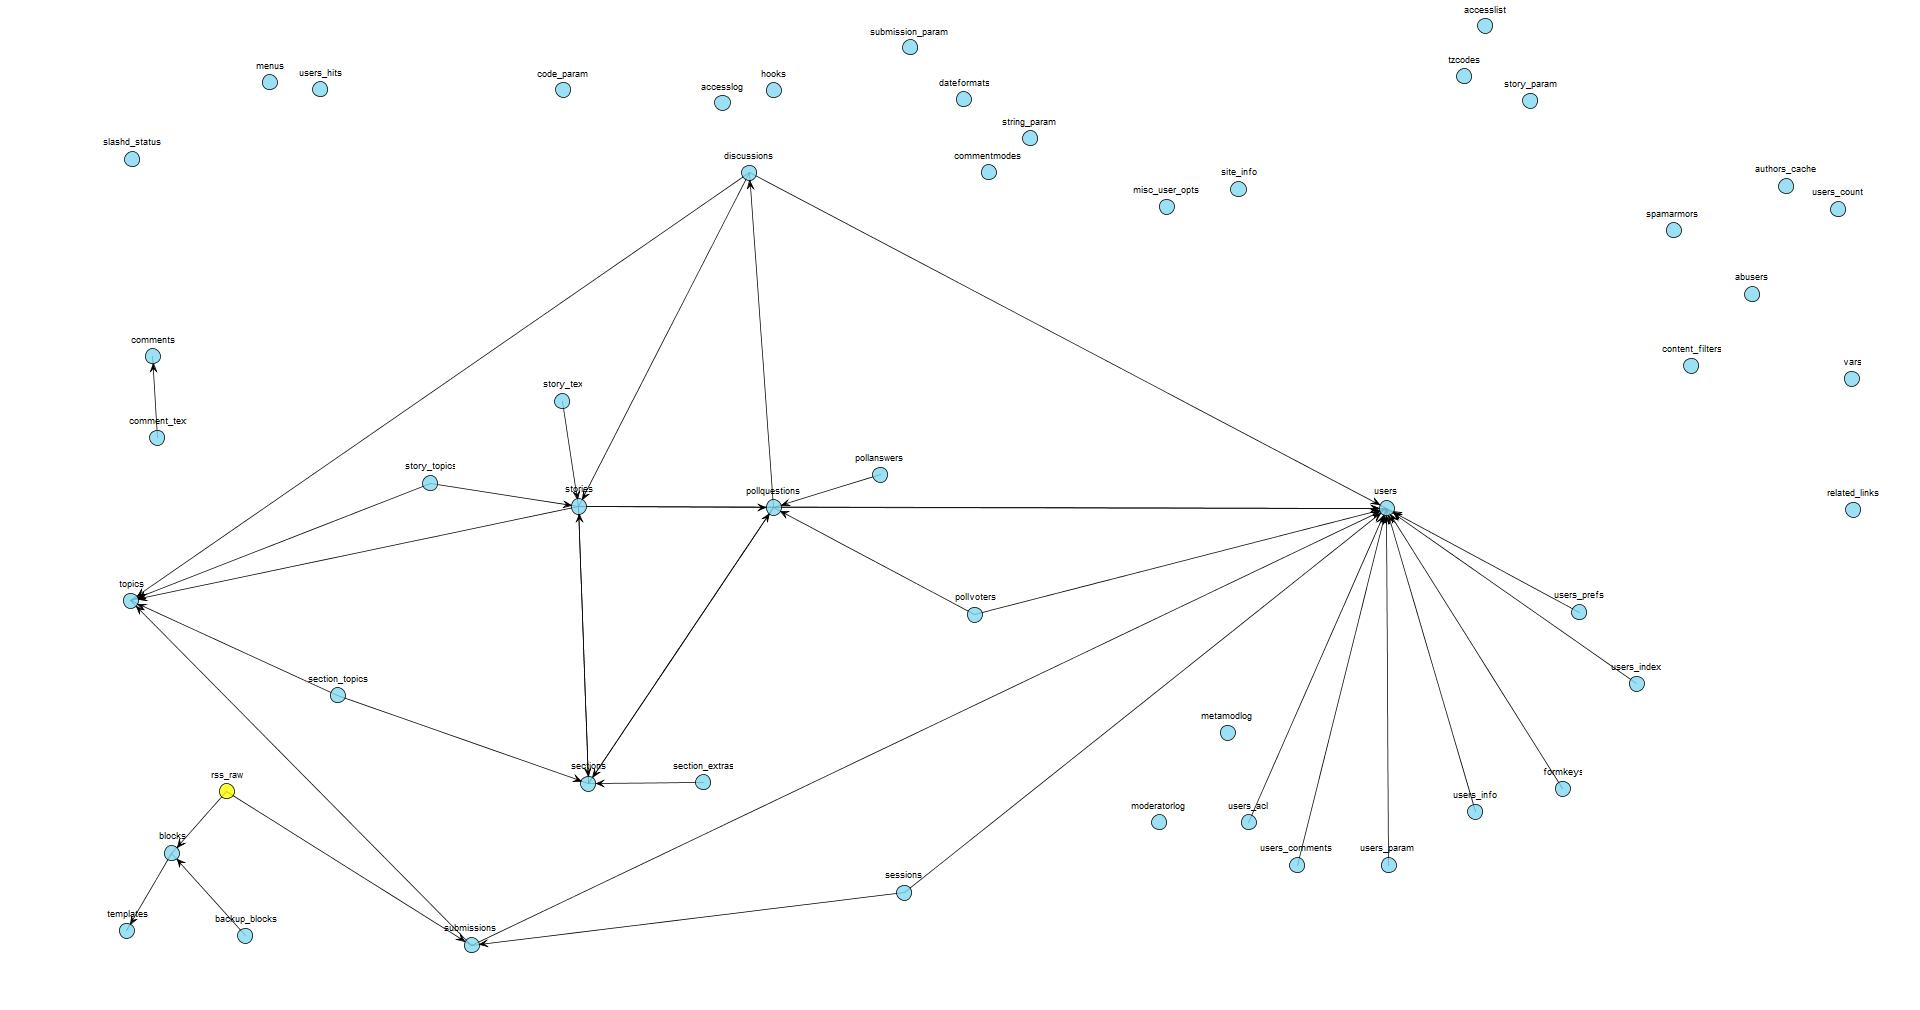 accesslist
submission_param
tzcodes
menus
users_hits
code_param
hooks
accesslog
dateformats
story_param
string_param
slashd_status
discussions
commentmodes
site_info
authors_cache
misc_user_opts
users_count
spamarmors
abusers
comments
content_filters
vars
story_tex
comment_tex
pollanswers
story_topics
stories
pollquestions
users
related_links
topics
pollvoters
users_prefs
section_topics
users_index
metamodlog
sections
section_extras
rss_raw
formkeys
users_info
moderatorlog
users_acl
blocks
users_comments
users_param
sessions
templates
backup_blocks
submissions